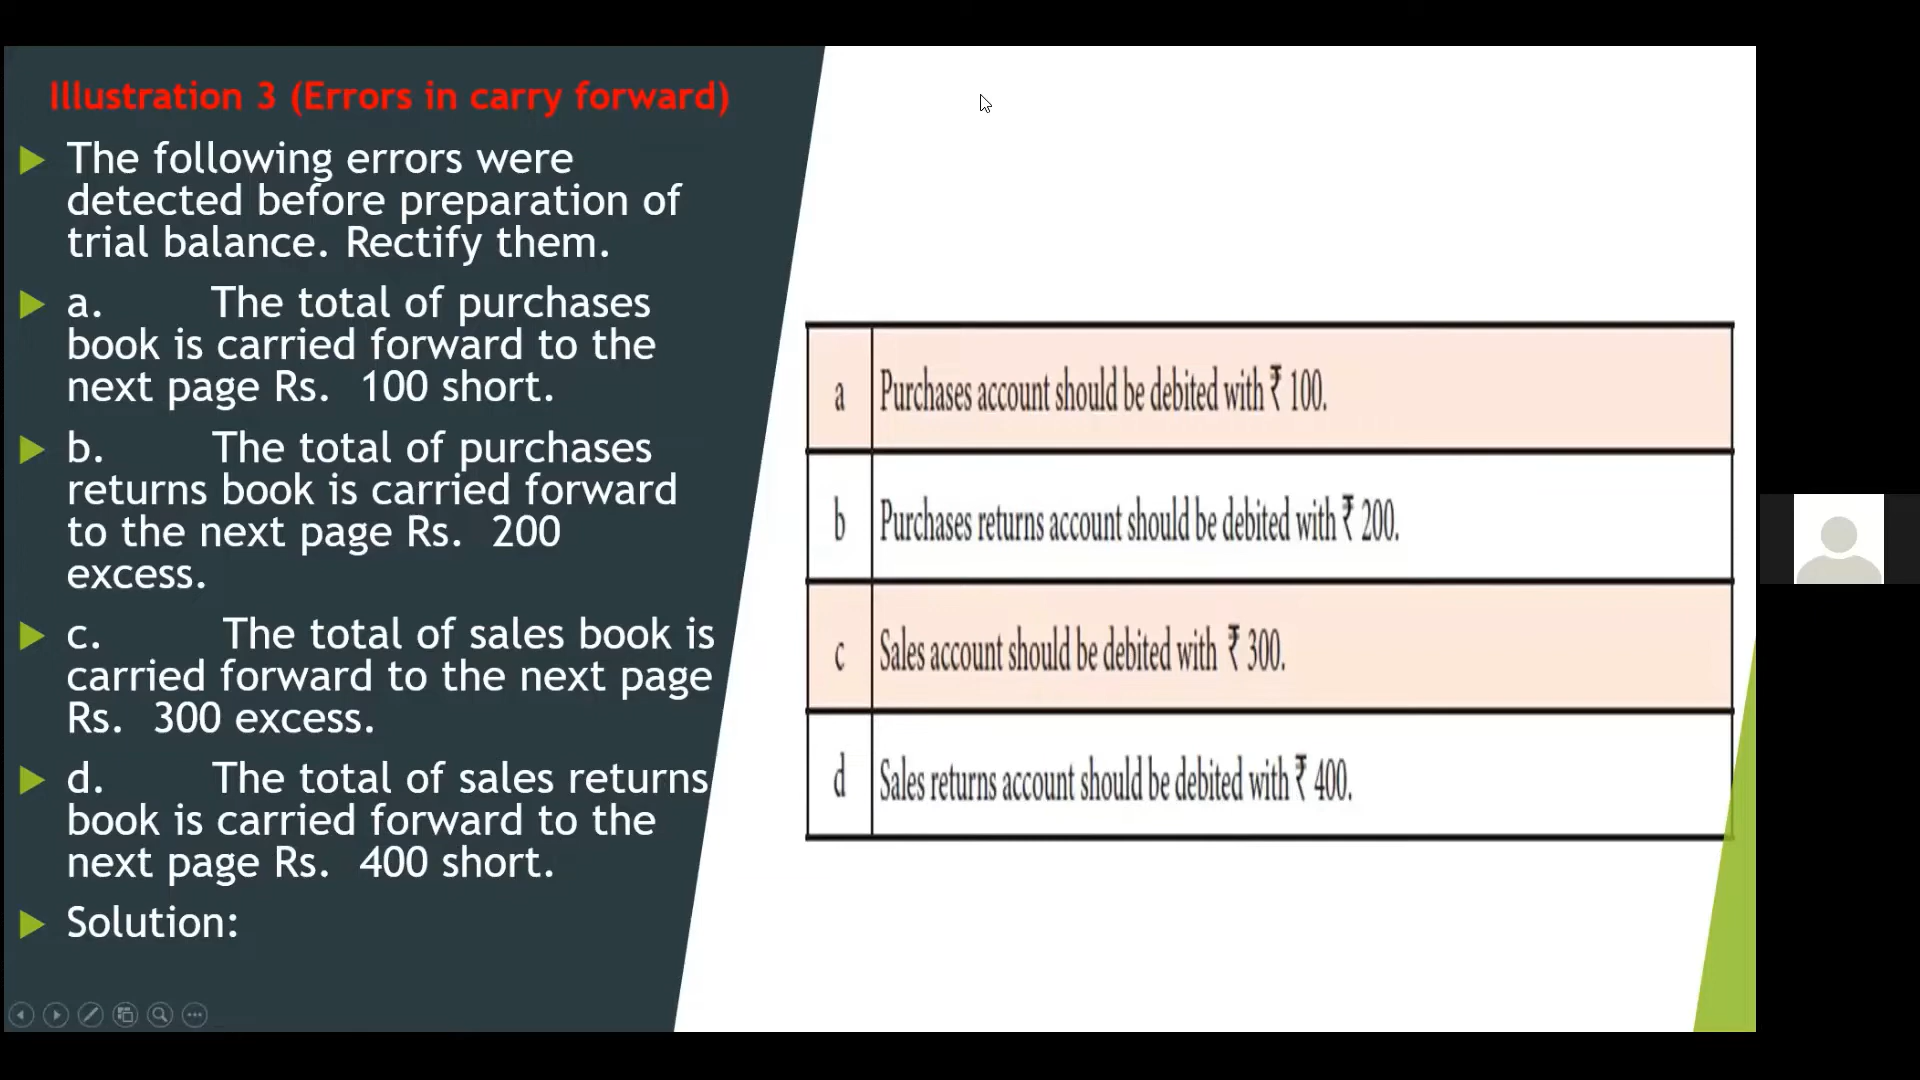 Illustration 3 (Errors in carry forward)
The following errors were
detected before preparation of
trial balance. Rectify them.
a. The total of purchases
book is carried forward to the
next page Rs. 100 short.
b. The total of purchases
returns book is carried forward
to the next page Rs. 200
excess.
c. The total of sales book is
carried forward to the next page
Rs. 300 excess.
d. The total of sales returns
book is carried forward to the
next page Rs. 400 short.
Solution:
a Purchases account should be debited with ₹ 100.
b Purchases returns account should be debited with ₹ 200.
c Sales account should be debited with ₹ 300.
d Sales returns account should be debited with ₹ 400.